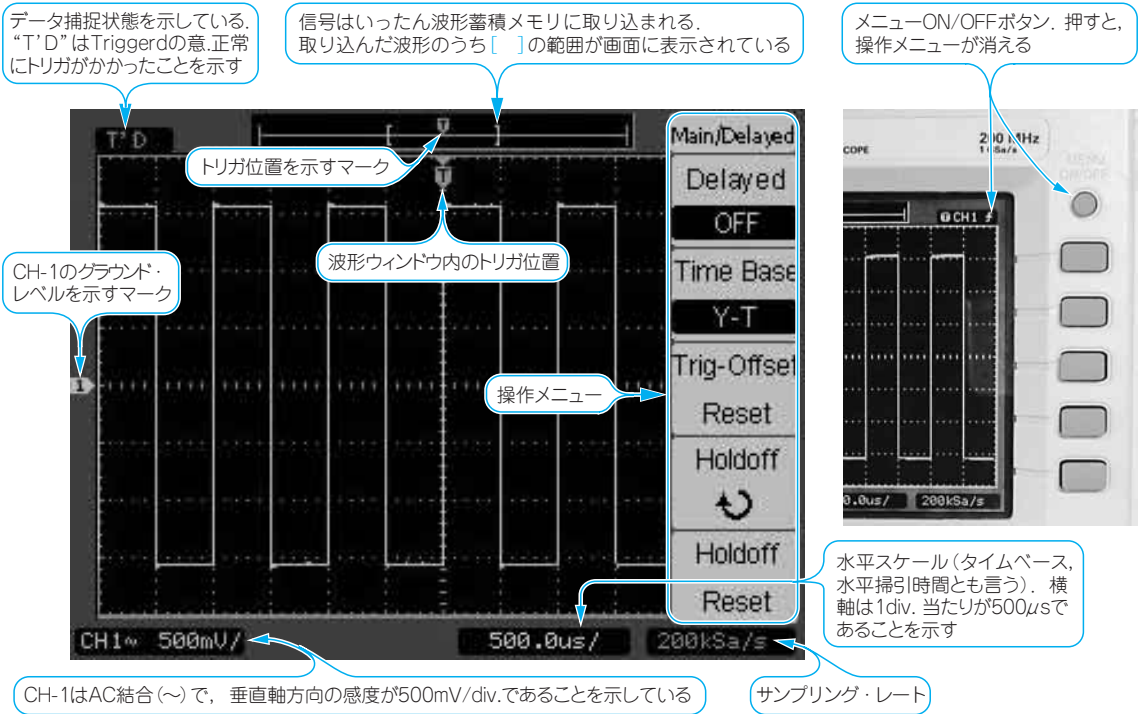 データ捕捉状態を示している.
“T’D”はTriggerdの意.正常
にトリガがかかったことを示す
信号はいったん波形蓄積メモリに取り込まれる.
取り込んだ波形のうち[ ]の範囲が画面に表示されている
メニューON/OFFボタン. 押すと,
操作メニューが消える
T’D
T
トリガ位置を示すマーク
T
波形ウィンドウ内のトリガ位置
CH-1のグラウンド・
レベルを示すマーク
1
Main/Delayed
Delayed
OFF
Time Base
Y-T
Trig-Offset
Reset
Holdoff
Holdoff
Reset
操作メニュー
COPE
200 MHz
1 GSa/s
MENU
ON/OFF
CH1
0.0us/
200kSa/s
水平スケール(タイムベース,
水平掃引時間とも言う). 横
軸は1div. 当たりが500μsで
あることを示す
CH1~ 500mV/
500.0us/
200kSa/s
CH-1はAC結合(～)で, 垂直軸方向の感度が500mV/div.であることを示している
サンプリング・レート